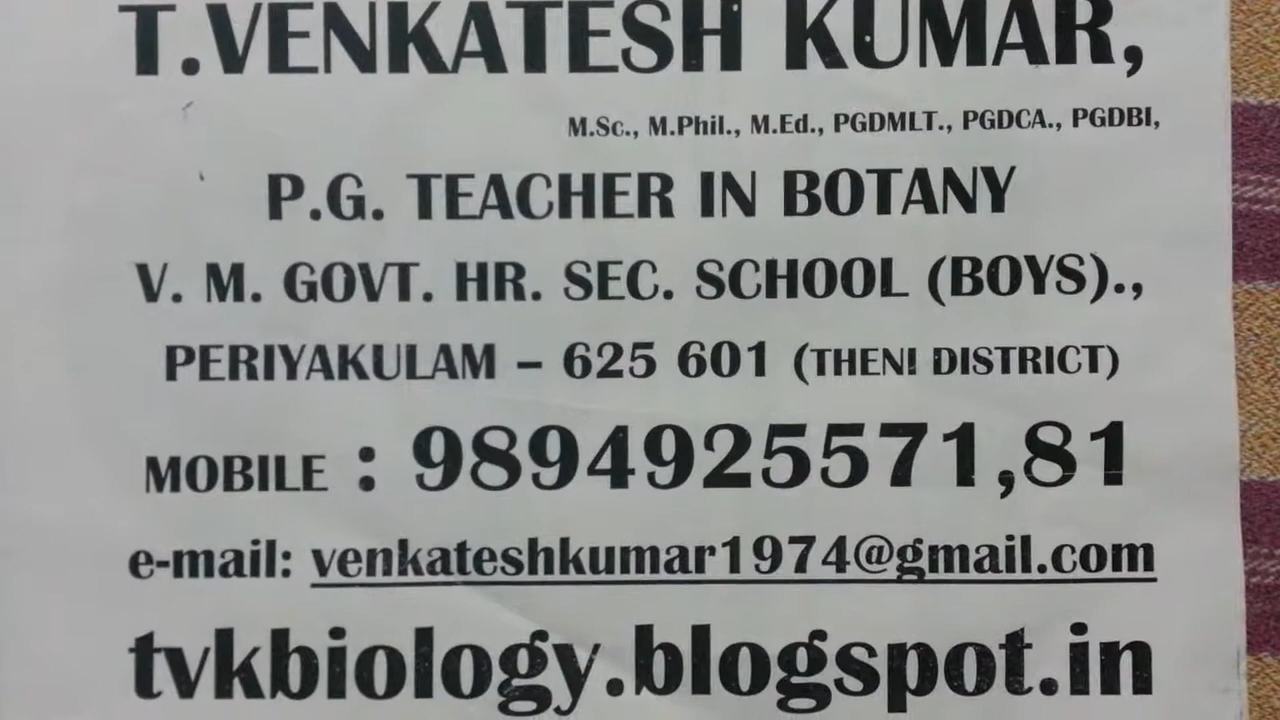 T.VENKATESH KUMAR,
M.Sc., M.Phil., M.Ed., PGDMLT., PGDCA., PGDBI,
P.G. TEACHER IN BOTANY
V. M. GOVT. HR. SEC. SCHOOL (BOYS).,
PERIYAKULAM – 625 601 (THENI DISTRICT)
MOBILE : 9894925571,81
e-mail: venkateshkumar1974@gmail.com
tvkbiology.blogspot.in